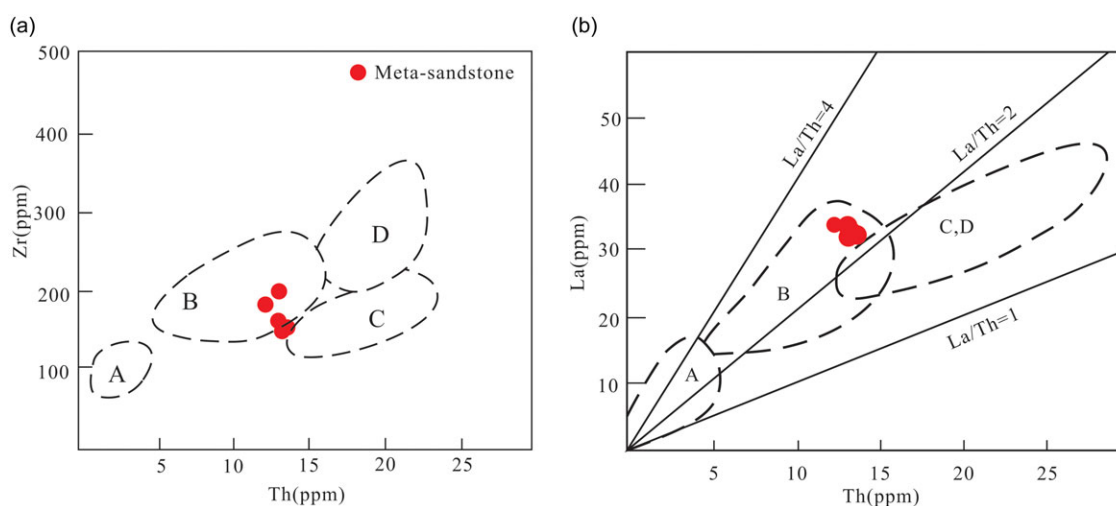 (a)
500
400
300
200
100
Zr(ppm)
Meta-sandstone
A
B
C
D
5
10
15
20
25
Th(ppm)
(b)
50
40
30
20
10
La(ppm)
La/Th=4
La/Th=2
La/Th=1
A
B
C,D
5
10
15
20
25
Th(ppm)